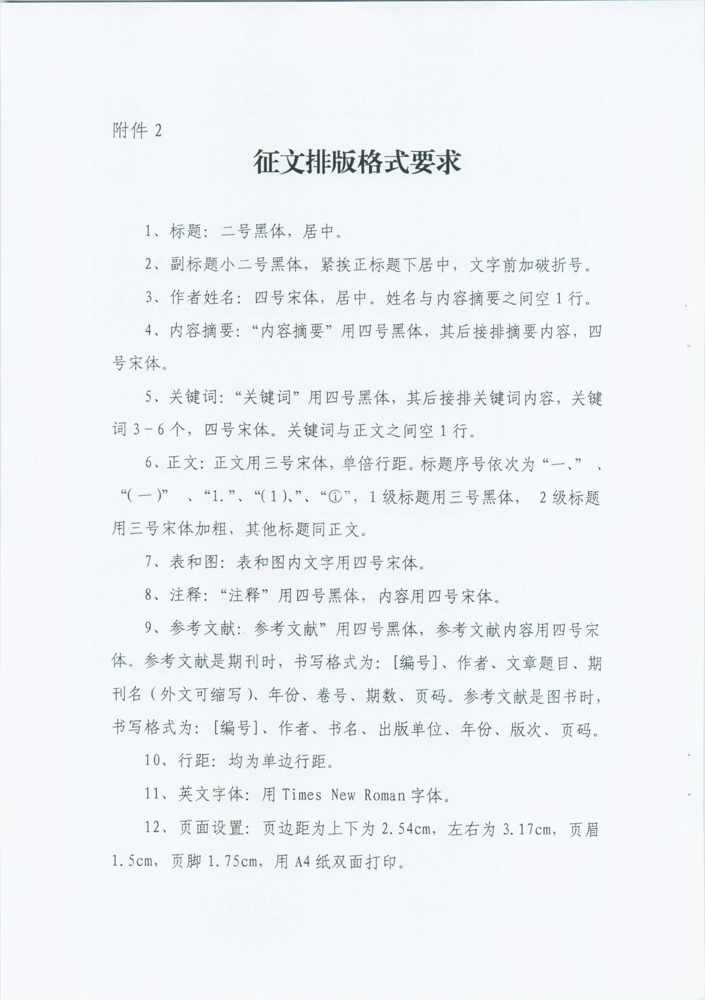 附件 2
征文排版格式要求
1、标题：二号黑体，居中。
2、副标题小二号黑体，紧挨正标题下居中，文字前加破折号。
3、作者姓名：四号宋体，居中。姓名与内容摘要之间空 1 行。
4、内容摘要：“内容摘要”用四号黑体，其后接排摘要内容，四
号宋体。
5、关键词：“关键词”用四号黑体，其后接排关键词内容，关键
词 3-6 个，四号宋体。关键词与正文之间空 1 行。
6、正文：正文用三号宋体，单倍行距。标题序号依次为“一、” 、
“(一)” 、“1.”、“(1)、”、“①”，1 级标题用三号黑体， 2 级标题
用三号宋体加粗，其他标题同正文。
7、表和图：表和图内文字用四号宋体。
8、注释：“注释”用四号黑体，内容用四号宋体。
9、参考文献：参考文献”用四号黑体，参考文献内容用四号宋
体。参考文献是期刊时，书写格式为：[编号]、作者、文章题目、期
刊名（外文可缩写）、年份、卷号、期数、页码。参考文献是图书时，
书写格式为：[编号]、作者、书名、出版单位、年份、版次、页码。
10、行距：均为单边行距。
11、英文字体：用 Times New Roman 字体。
12、页面设置：页边距为上下为 2.54cm，左右为 3.17cm，页眉
1.5cm，页脚 1.75cm，用 A4 纸双面打印。